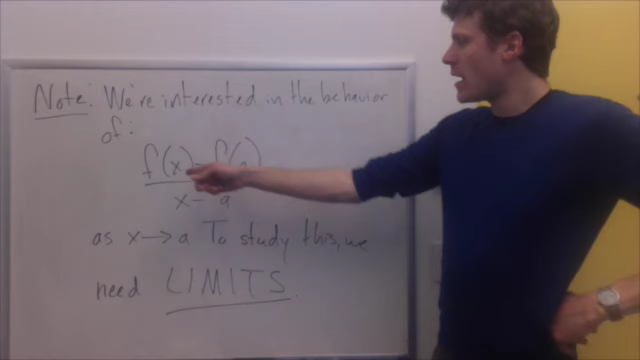 Note: We're interested in the behavior
of:
f(x) - f(a)
x - a
as x → a To study this, we
need LIMITS.